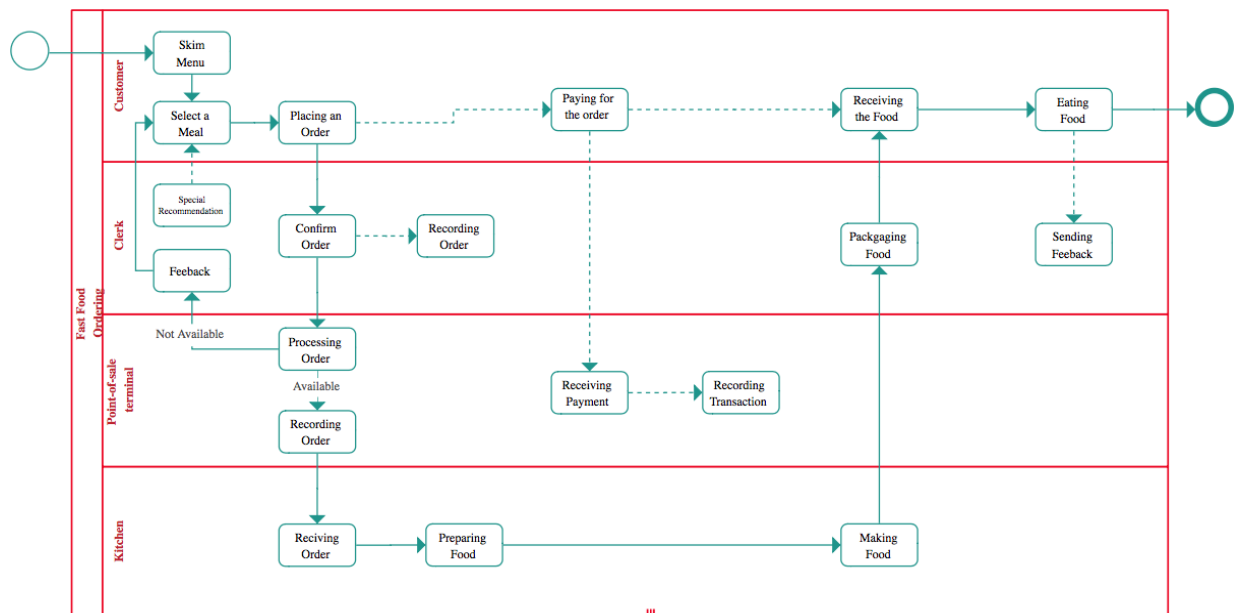 Fast Food
Ordering
Customer
Skim
Menu
Select a
Meal
Placing an
Order
Paying for
the order
Receiving
the Food
Eating
Food
Clerk
Special
Recommendation
Feeback
Confirm
Order
Recording
Order
Packgaging
Food
Sending
Feeback
Point-of-sale
terminal
Not Available
Processing
Order
Available
Recording
Order
Receiving
Payment
Recording
Transaction
Kitchen
Reciving
Order
Preparing
Food
Making
Food